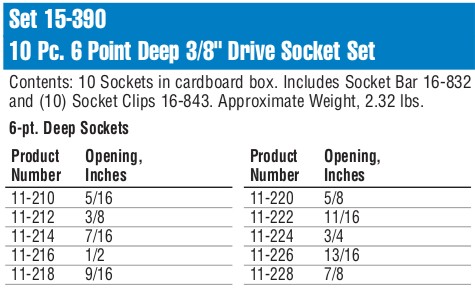 Set 15-390
10 Pc. 6 Point Deep 3/8" Drive Socket Set
Contents: 10 Sockets in cardboard box. Includes Socket Bar 16-832
and (10) Socket Clips 16-843. Approximate Weight, 2.32 lbs.
6-pt. Deep Sockets
Product Number Opening, Inches
11-210 5/16
11-212 3/8
11-214 7/16
11-216 1/2
11-218 9/16
Product Number Opening, Inches
11-220 5/8
11-222 11/16
11-224 3/4
11-226 13/16
11-228 7/8